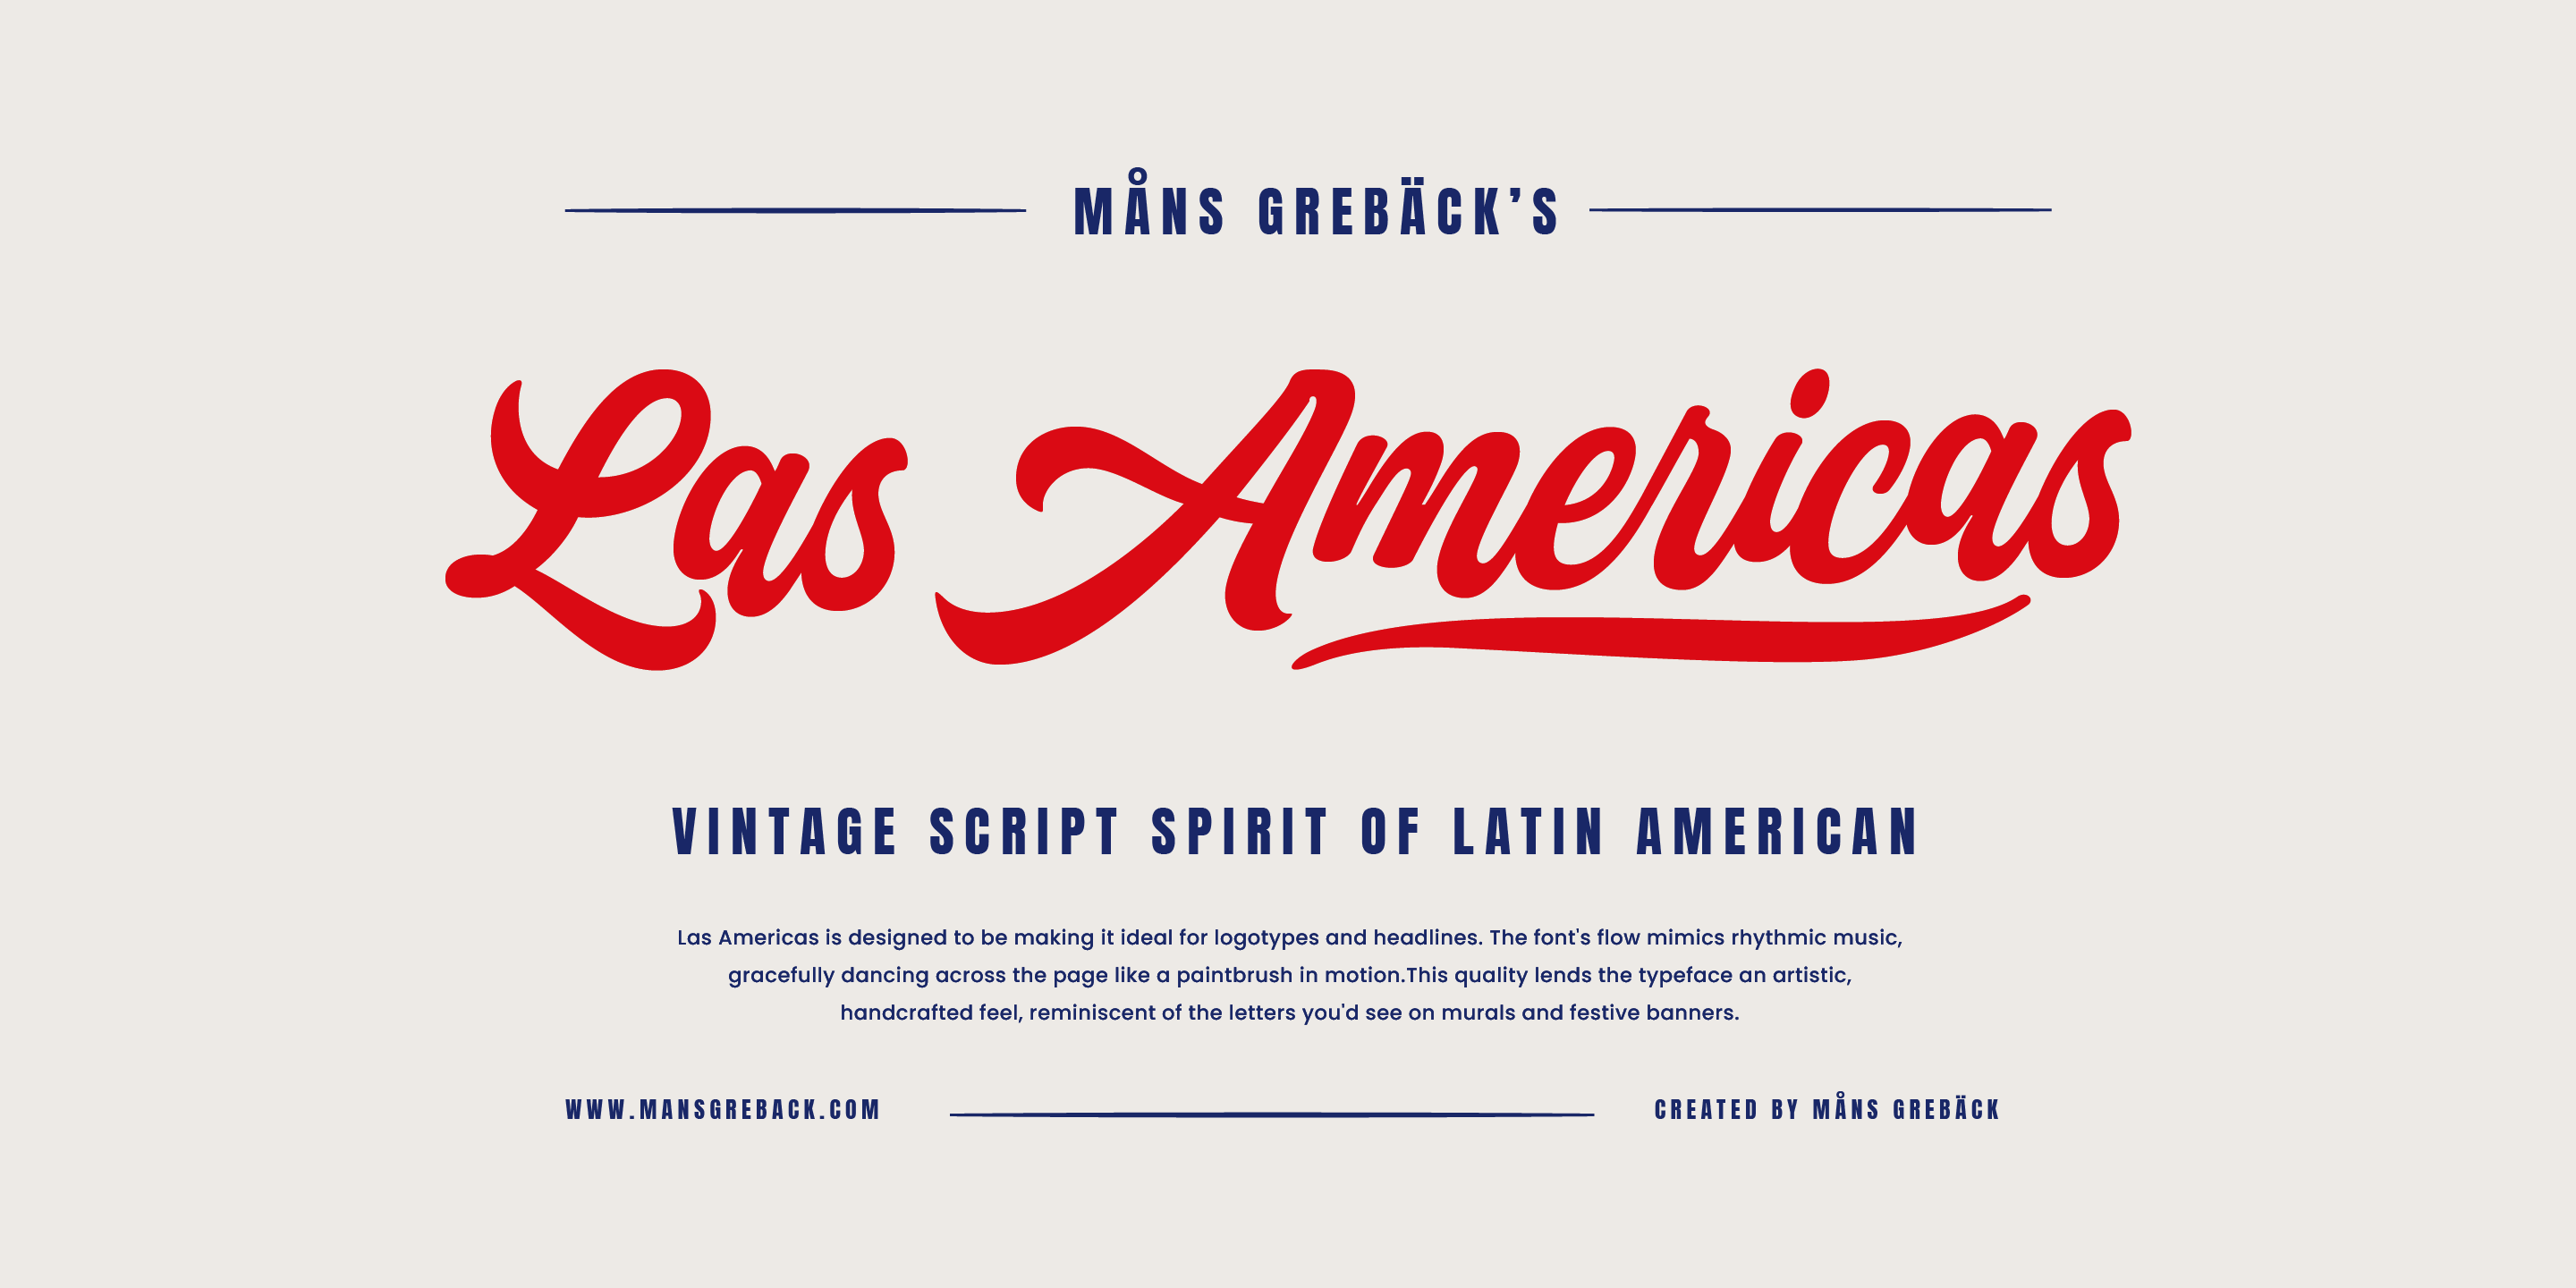 MÅNS GREBÄCK’S
Las Americas
VINTAGE SCRIPT SPIRIT OF LATIN AMERICAN
Las Americas is designed to be making it ideal for logotypes and headlines. The font's flow mimics rhythmic music,
gracefully dancing across the page like a paintbrush in motion.This quality lends the typeface an artistic,
handcrafted feel, reminiscent of the letters you'd see on murals and festive banners.
WWW.MANSGREBACK.COM
CREATED BY MÅNS GREBÄCK